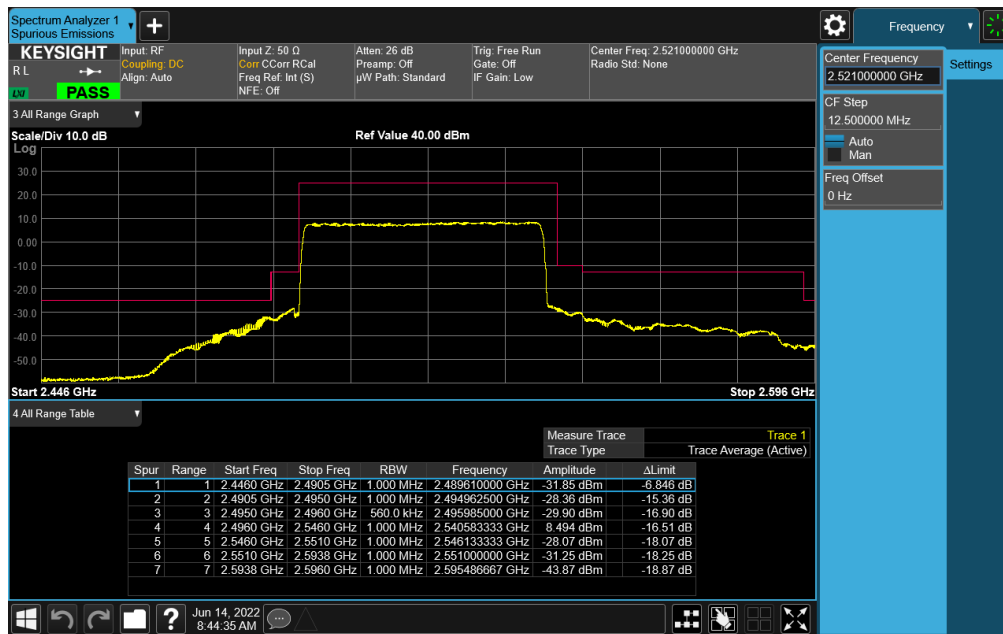 Spectrum Analyzer 1
Spurious Emissions
Frequency
KEYSIGHT
R L
LXI
PASS
Input: RF
Coupling: DC
Align: Auto
Input Z: 50 Ω
Corr CCorr RCal
Freq Ref: Int (S)
NFE: Off
Atten: 26 dB
Preamp: Off
µW Path: Standard
Trig: Free Run
Gate: Off
IF Gain: Low
Center Freq: 2.521000000 GHz
Radio Std: None
Center Frequency
2.521000000 GHz
Settings
CF Step
12.500000 MHz
Auto
Man
Freq Offset
0 Hz
3 All Range Graph
Scale/Div 10.0 dB
Ref Value 40.00 dBm
Log
30.0
20.0
10.0
0.00
-10.0
-20.0
-30.0
-40.0
-50.0
Start 2.446 GHz
Stop 2.596 GHz
4 All Range Table
Measure Trace Trace 1
Trace Type Trace Average (Active)
Spur Range Start Freq Stop Freq RBW Frequency Amplitude ΔLimit
1 1 2.4460 GHz 2.4905 GHz 1.000 MHz 2.489610000 GHz -31.85 dBm -6.846 dB
2 2 2.4905 GHz 2.4950 GHz 1.000 MHz 2.494962500 GHz -28.36 dBm -15.36 dB
3 3 2.4950 GHz 2.4960 GHz 560.0 kHz 2.495985000 GHz -29.90 dBm -16.90 dB
4 4 2.4960 GHz 2.5460 GHz 1.000 MHz 2.540583333 GHz 8.494 dBm -16.51 dB
5 5 2.5460 GHz 2.5510 GHz 1.000 MHz 2.546133333 GHz -28.07 dBm -18.07 dB
6 6 2.5510 GHz 2.5938 GHz 1.000 MHz 2.551000000 GHz -31.25 dBm -18.25 dB
7 7 2.5938 GHz 2.5960 GHz 1.000 MHz 2.595486667 GHz -43.87 dBm -18.87 dB
Jun 14, 2022
8:44:35 AM